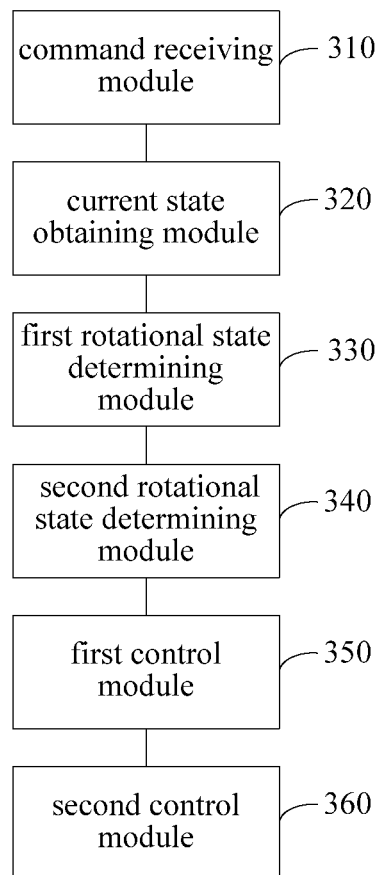 command receiving
module
310
current state
obtaining module
320
first rotational state
determining
module
330
second rotational
state determining
module
340
first control
module
350
second control
module
360